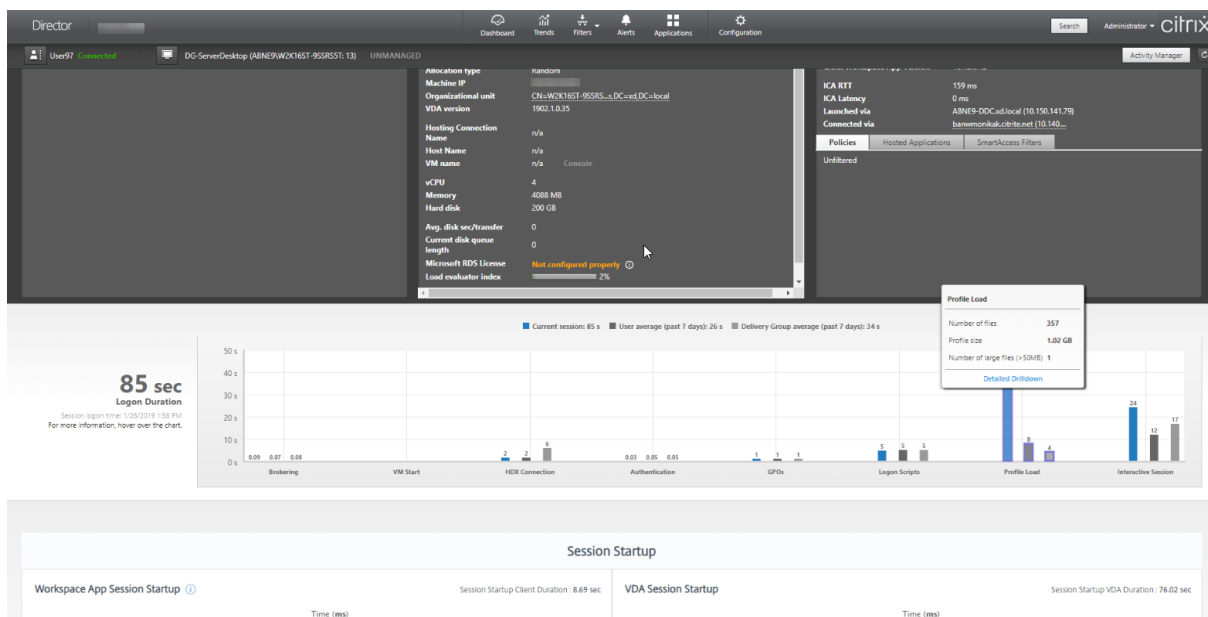 Director
Dashboard
Trends
Filters
Alerts
Applications
Configuration
Search
Administrator
citrix
User97 Connected
DG-ServerDesktop (ABNE9\W2K16ST-9SSRSST: 13) UNMANAGED
Activity Manager
Allocation type Random
Machine IP
Organizational unit CN=W2K16ST-9SSRS...s,DC=xd,DC=local
VDA version 1902.1.0.35
Hosting Connection
Name n/a
Host Name n/a
VM name n/a Console
vCPU 4
Memory 4088 MB
Hard disk 200 GB
Avg. disk sec/transfer 0
Current disk queue
length 0
Microsoft RDS License Not configured properly
Load evaluator index 2%
ICA RTT 159 ms
ICA Latency 0 ms
Launched via ABNE9-DDC.xd.local (10.150.141.79)
Connected via banwmonikak.citrite.net (10.140....
Policies Hosted Applications SmartAccess Filters
Unfiltered
Profile Load
Number of files 357
Profile size 1.02 GB
Number of large files (>50MB) 1
Detailed Drilldown
Current session: 85 s User average (past 7 days): 26 s Delivery Group average (past 7 days): 34 s
85 sec
Logon Duration
Session logon time: 1/28/2019 1:58 PM
For more information, hover over the chart.
50 s
40 s
30 s
20 s
10 s
0 s
0.09 0.07 0.08
2 2 6
0.03 0.05 0.05
1 1 1
5 5 5
8 4
24 12 17
Brokering VM Start HDX Connection Authentication GPOs Logon Scripts Profile Load Interactive Session
Session Startup
Workspace App Session Startup
Session Startup Client Duration : 8.69 sec
VDA Session Startup
Session Startup VDA Duration : 76.02 sec
Time (ms)
Time (ms)